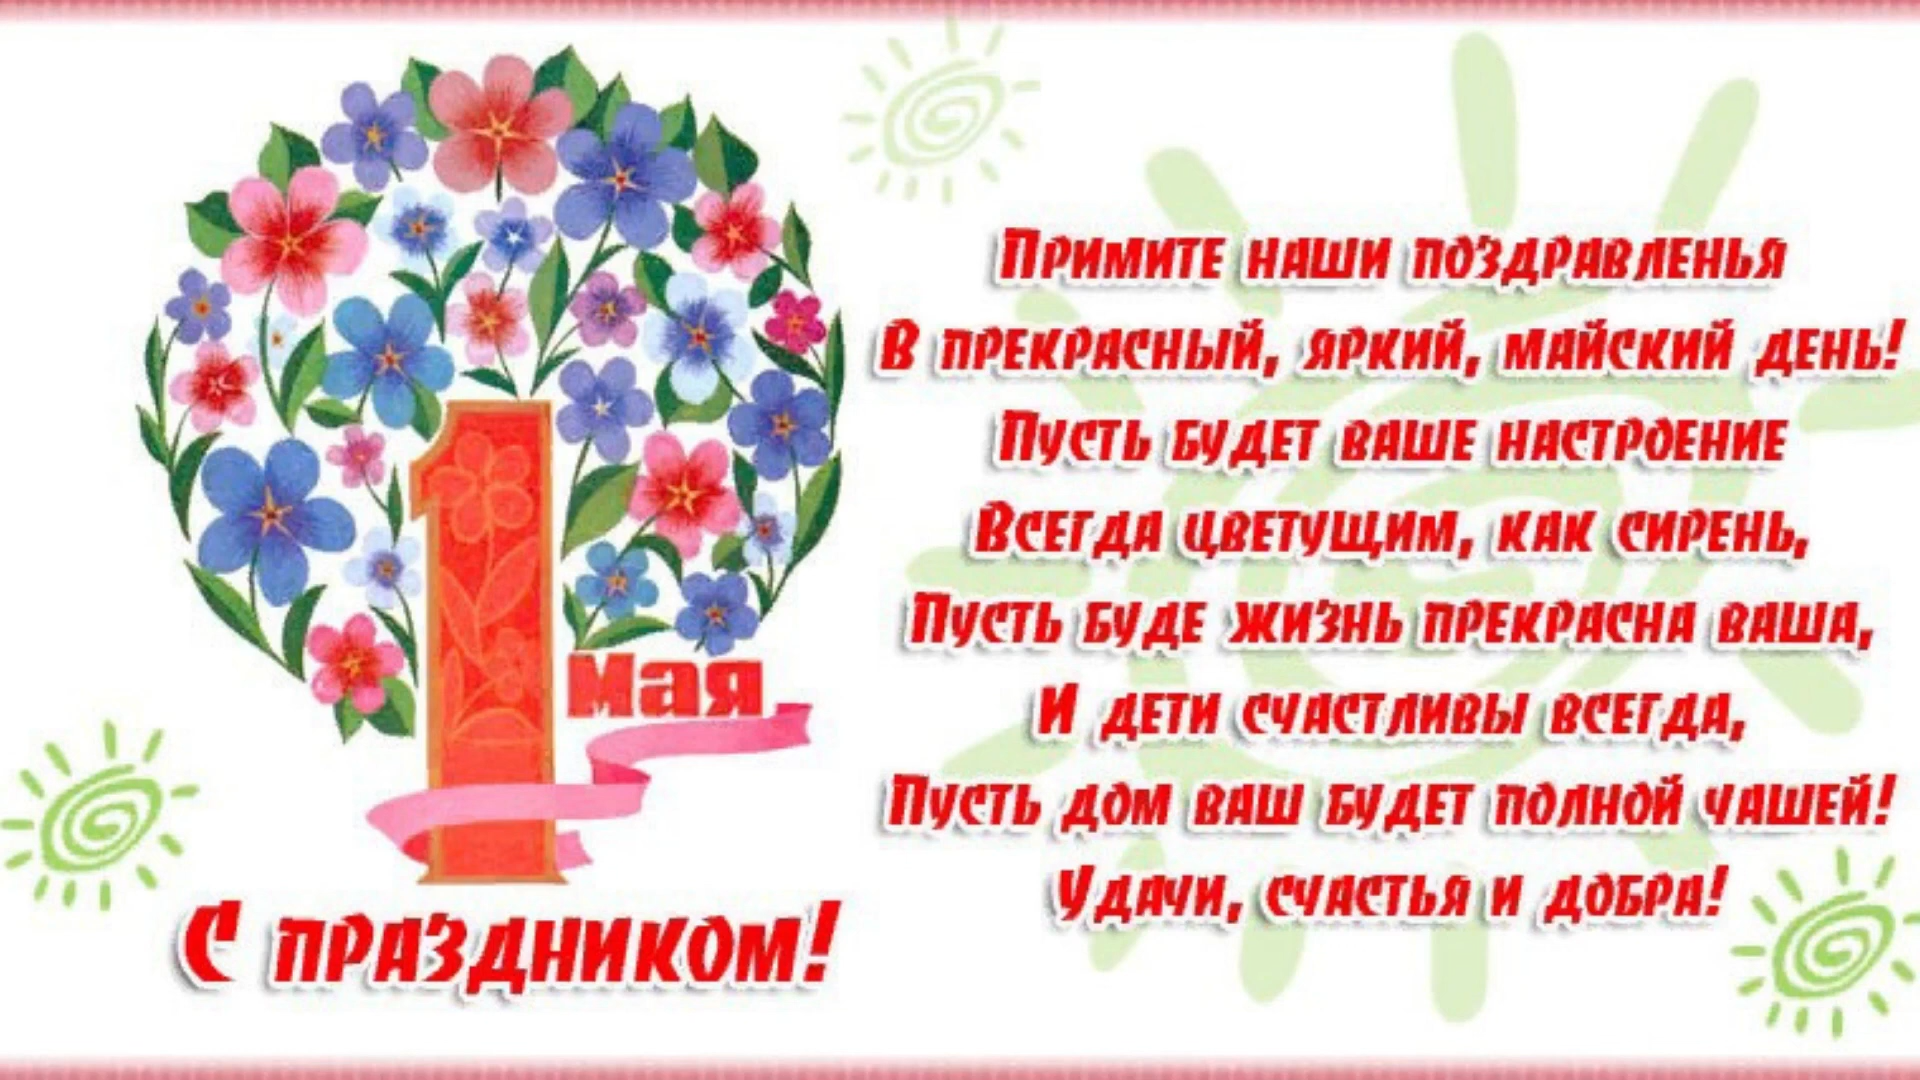 1 Мая
С праздником!
Примите наши поздравленья
В прекрасный, яркий, майский день!
Пусть будет ваше настроение
Всегда цветущим, как сирень,
Пусть буде жизнь прекрасна ваша,
И дети счастливы всегда,
Пусть дом ваш будет полной чашей!
Удачи, счастья и добра!